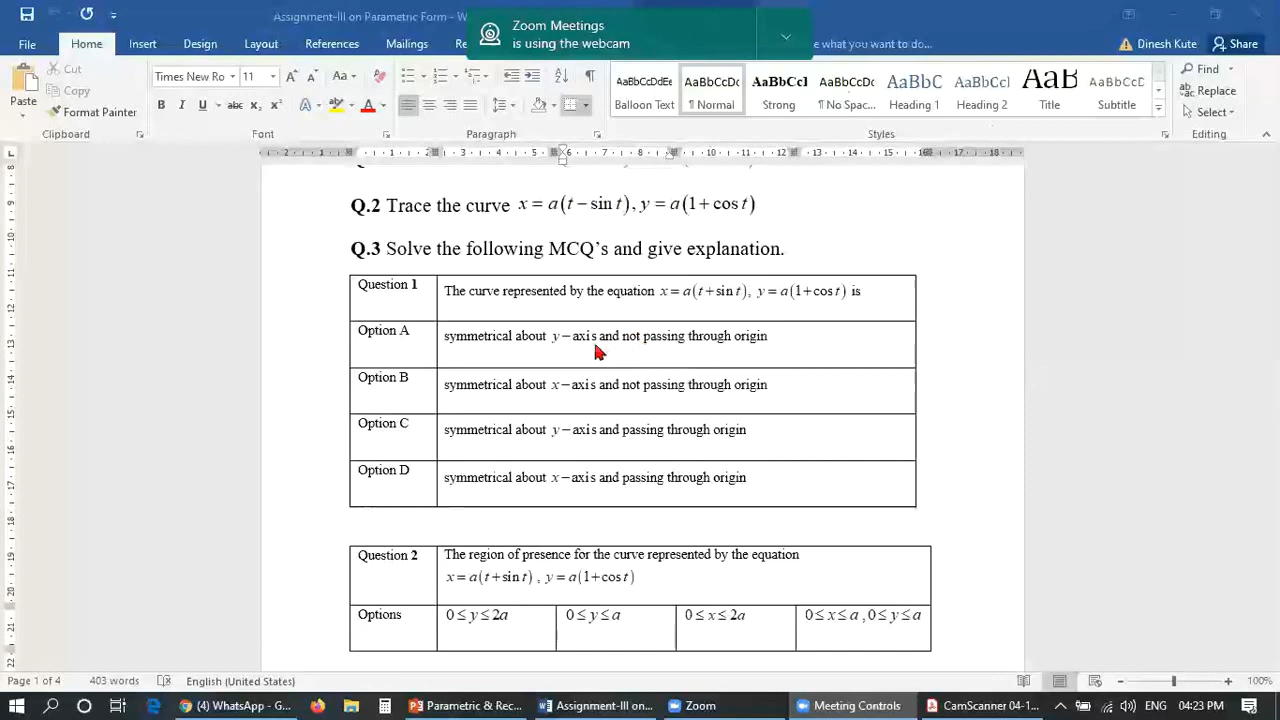 Assignment-III on Parametric Form
Zoom Meetings
is using the webcam
File Home Insert Design Layout References Mailings what you want to do... Dinesh Kute Share
Cut
Copy
Format Painter
Paste
Times New Ro 11
Aa
B I U abc X₂ X² A A
AaBbCcDdEe AaBbCcDc AaBbCcl AaBbCcDc AaBbC AaBbCcD AaB AaBbCcD
Balloon Text ¶ Normal Strong ¶ No Spac... Heading 1 Heading 2 Title Subtitle
Find
Replace
Select
Clipboard Font Paragraph Styles Editing
Q.2 Trace the curve x = a(t − sin t), y = a(1 + cos t)
Q.3 Solve the following MCQ's and give explanation.
Question 1 The curve represented by the equation x = a(t + sin t), y = a(1 + cos t) is
Option A symmetrical about y − axis and not passing through origin
Option B symmetrical about x − axis and not passing through origin
Option C symmetrical about y − axis and passing through origin
Option D symmetrical about x − axis and passing through origin
Question 2 The region of presence for the curve represented by the equation
x = a(t + sin t) , y = a(1 + cos t)
Options 0 ≤ y ≤ 2a 0 ≤ y ≤ a 0 ≤ x ≤ 2a 0 ≤ x ≤ a , 0 ≤ y ≤ a
Page 1 of 4 403 words English (United States) 100%
(4) WhatsApp - G... Parametric & Rec... Assignment-III on... Zoom Meeting Controls CamScanner 04-1... ENG 04:23 PM